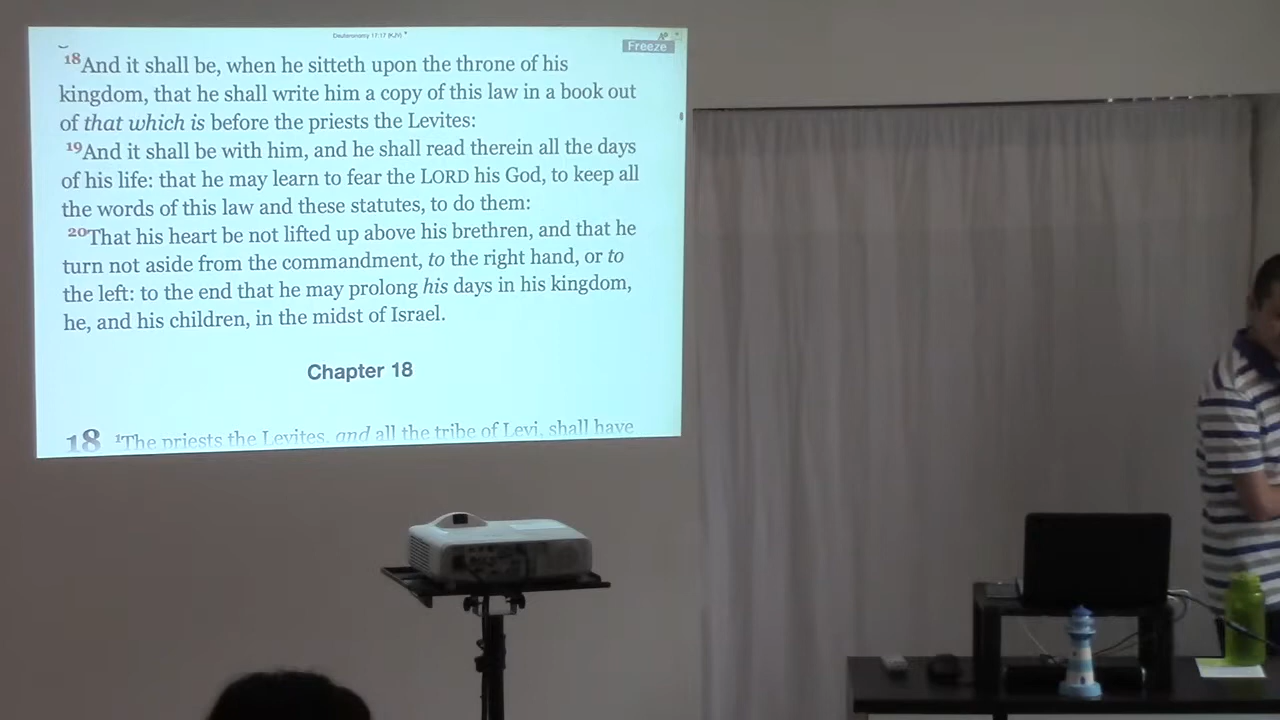 Deuteronomy 17:17 (KJV)
Freeze
18And it shall be, when he sitteth upon the throne of his
kingdom, that he shall write him a copy of this law in a book out
of that which is before the priests the Levites:
19And it shall be with him, and he shall read therein all the days
of his life: that he may learn to fear the LORD his God, to keep all
the words of this law and these statutes, to do them:
20That his heart be not lifted up above his brethren, and that he
turn not aside from the commandment, to the right hand, or to
the left: to the end that he may prolong his days in his kingdom,
he, and his children, in the midst of Israel.
Chapter 18
18 1The priests the Levites, and all the tribe of Levi, shall have